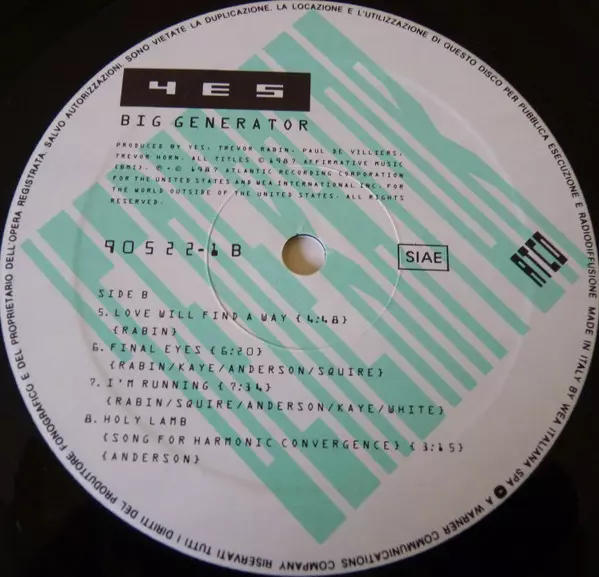 YES
BIG GENERATOR
PRODUCED BY YES, TREVOR RABIN, PAUL DE VILLIERS,
TREVOR HORN. ALL TITLES © 1987 AFFIRMATIVE MUSIC
(BMI). ℗ + © 1987 ATLANTIC RECORDING CORPORATION
FOR THE UNITED STATES AND WEA INTERNATIONAL INC. FOR
THE WORLD OUTSIDE OF THE UNITED STATES. ALL RIGHTS
RESERVED.
90522-1 B
SIAE
ATCO
SIDE B
5. LOVE WILL FIND A WAY {4:48}
{RABIN}
6. FINAL EYES {6:20}
{RABIN/KAYE/ANDERSON/SQUIRE}
7. I'M RUNNING {7:34}
{RABIN/SQUIRE/ANDERSON/KAYE/WHITE}
8. HOLY LAMB
{SONG FOR HARMONIC CONVERGENCE} {3:15}
{ANDERSON}
MADE IN ITALY BY WEA ITALIANA SPA A WARNER COMMUNICATIONS COMPANY RISERVATI TUTTI I DIRITTI DEL PRODUTTORE FONOGRAFICO E DEL PROPRIETARIO DELL'OPERA REGISTRATA. SALVO AUTORIZZAZIONI, SONO VIETATE LA DUPLICAZIONE, LA LOCAZIONE E L'UTILIZZAZIONE DI QUESTO DISCO PER PUBBLICA ESECUZIONE E RADIODIFFUSIONE